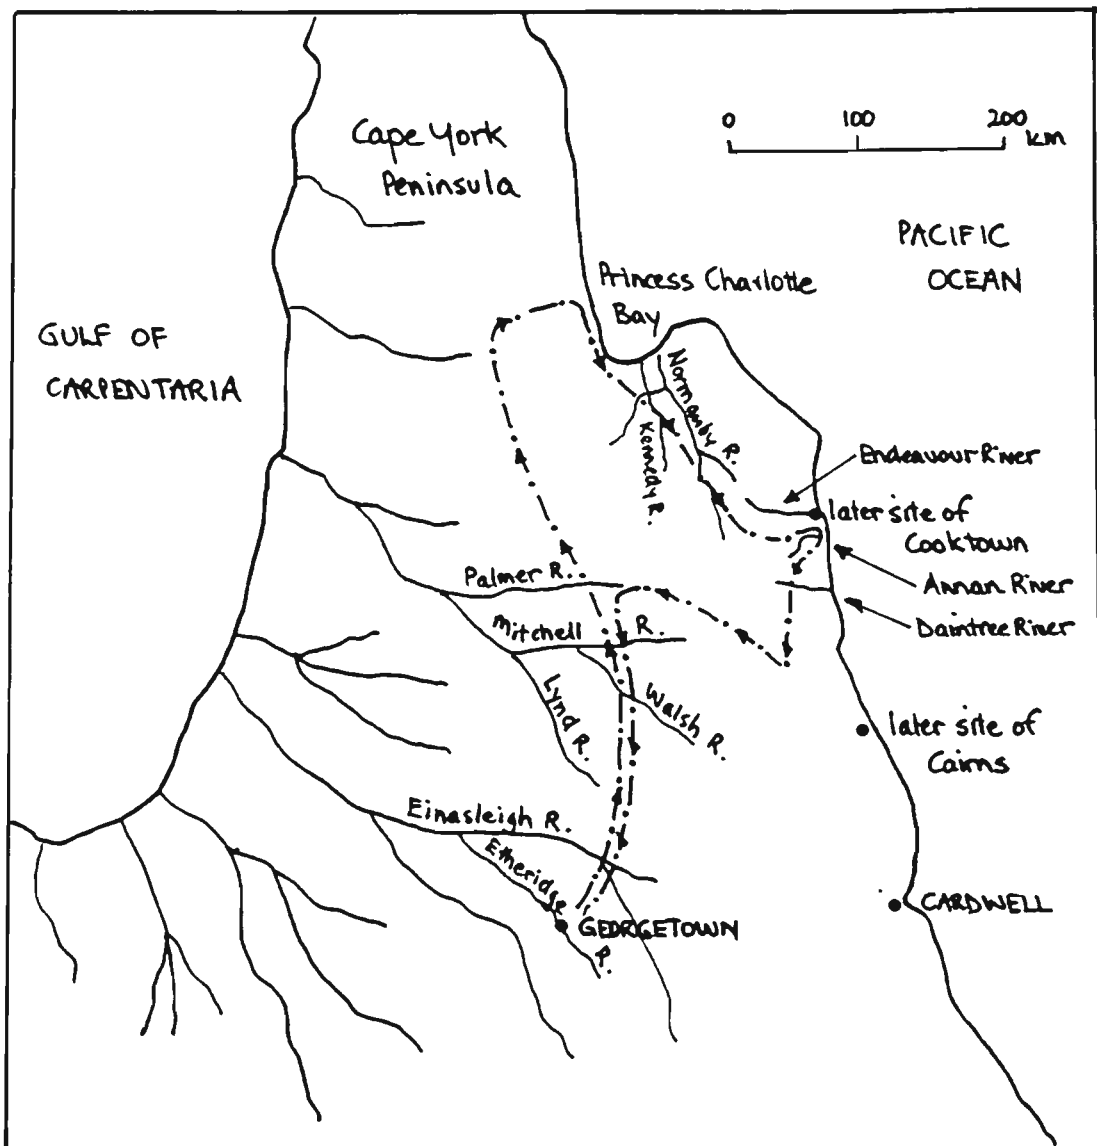 0 100 200
km
Cape York
Peninsula
PACIFIC
OCEAN
Princess Charlotte
Bay
GULF OF
CARPENTARIA
Normanby R.
Kennedy R.
Endeavour River
later site of
Cooktown
Annan River
Daintree River
Palmer R.
Mitchell R.
Lynd R.
Walsh R.
later site of
Cairns
Einasleigh R.
Etheridge R.
GEORGETOWN
CARDWELL